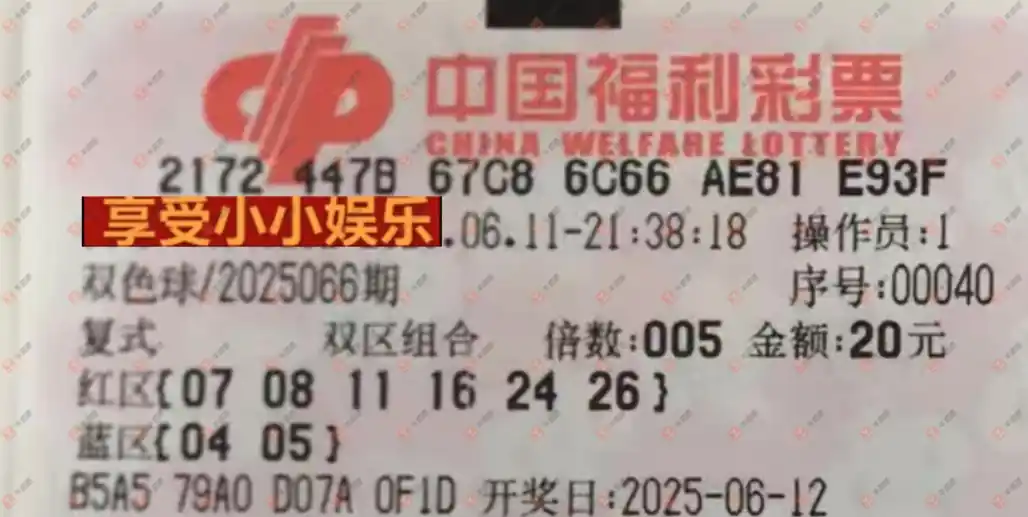 中国福利彩票
CHINA WELFARE LOTTERY
2172 447B 67C8 6C66 AE81 E93F
享受小小娱乐 .06.11-21:38:18 操作员:1
双色球/2025066期 序号:00040
复式 双区组合 倍数:005 金额:20元
红区{07 08 11 16 24 26}
蓝区{04 05}
B5A5 79A0 D07A 0F1D 开奖日:2025-06-12